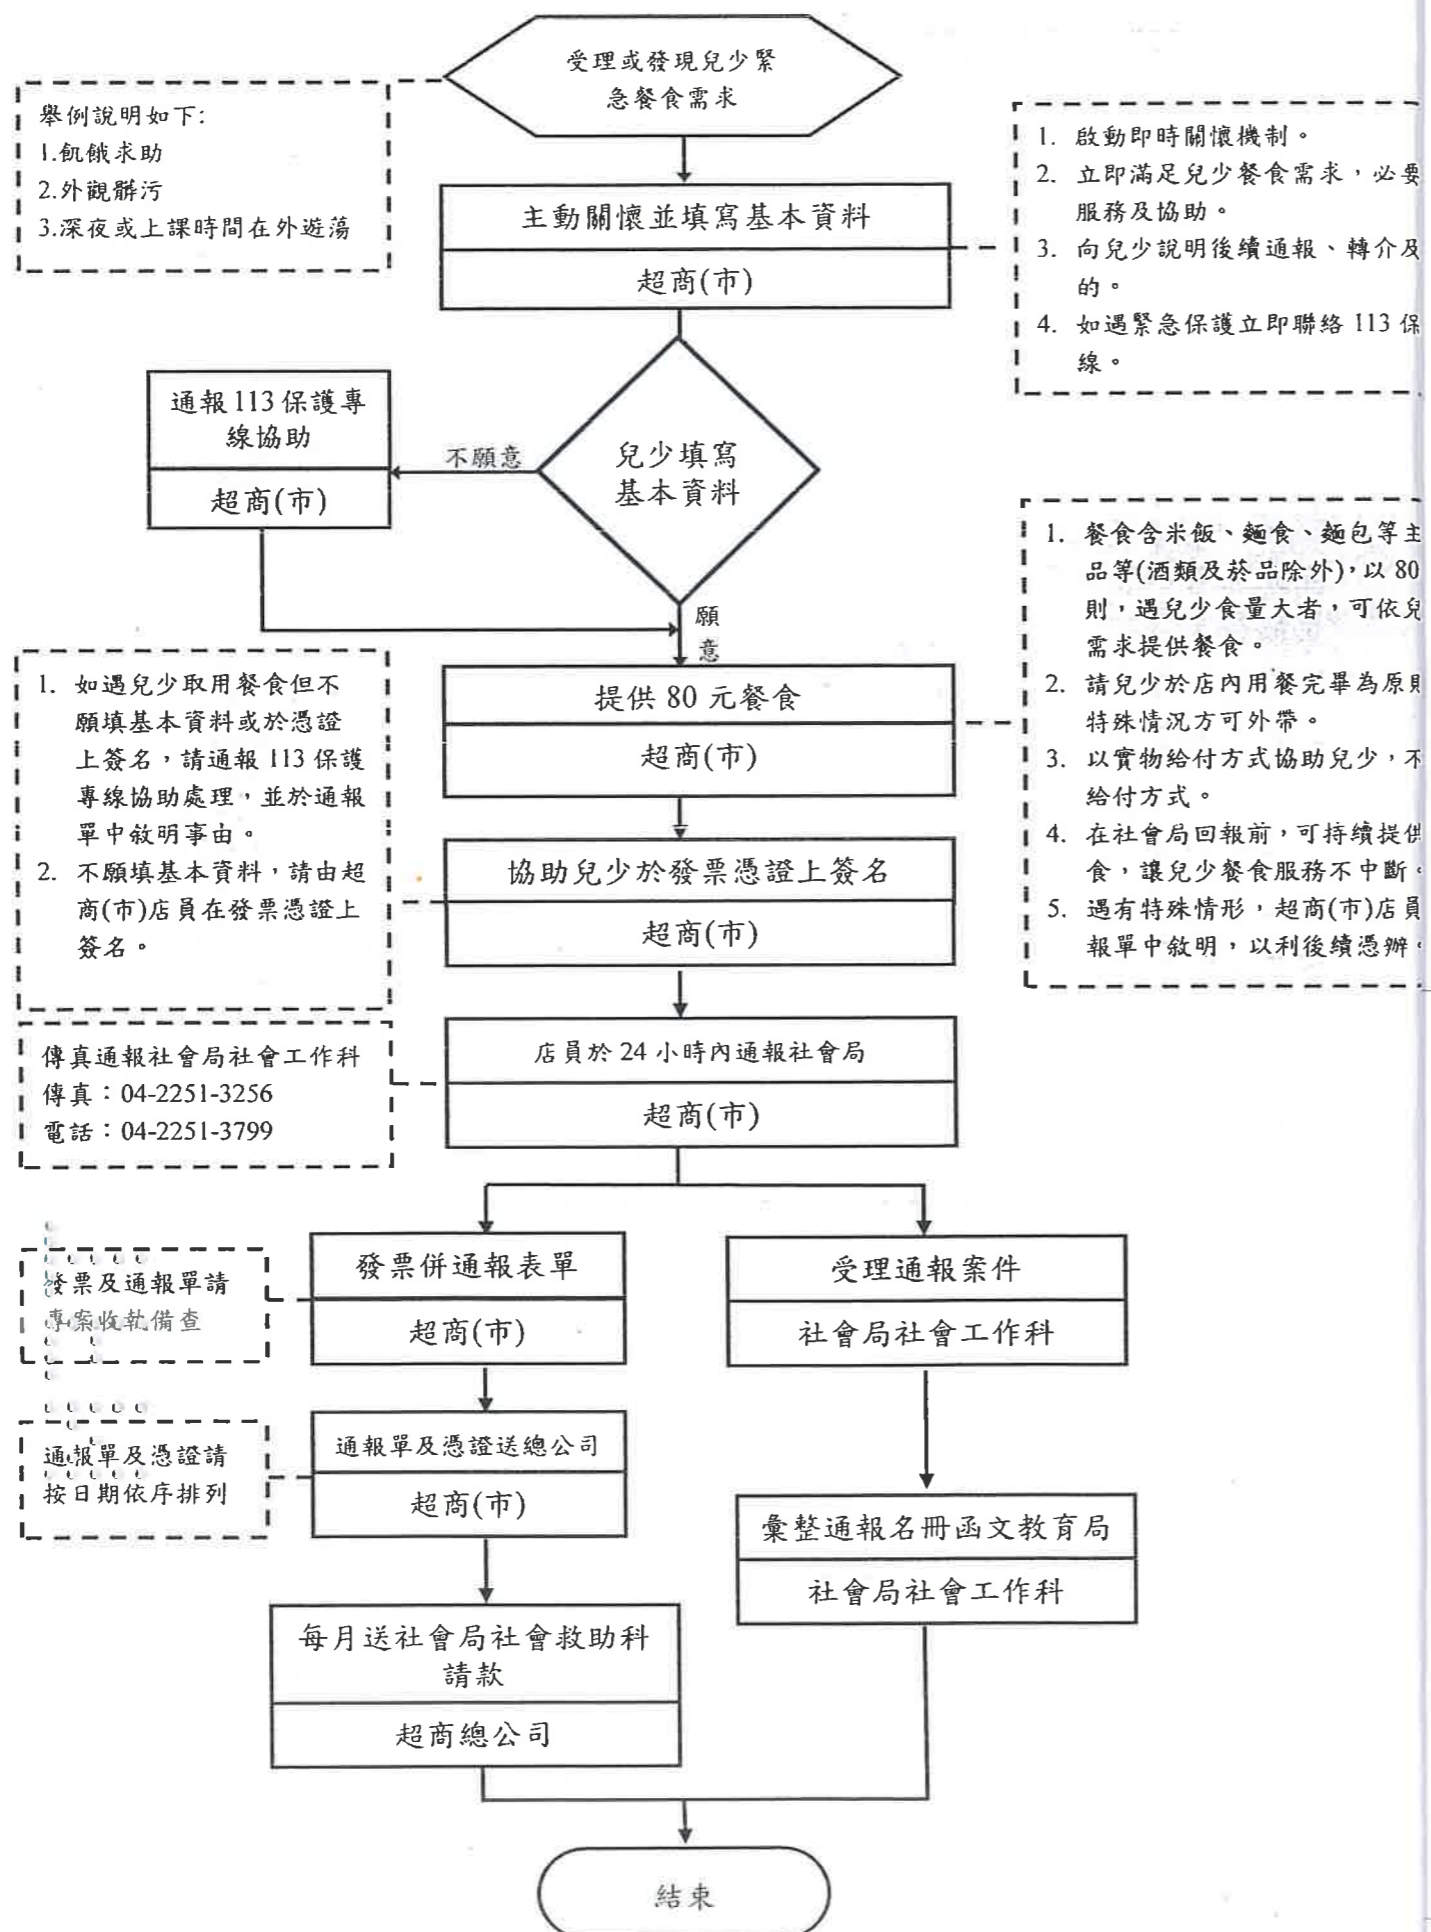 受理或發現兒少緊
急餐食需求
舉例說明如下:
1.飢餓求助
2.外觀髒污
3.深夜或上課時間在外遊蕩
主動關懷並填寫基本資料
超商(市)
1. 啟動即時關懷機制。
2. 立即滿足兒少餐食需求，必要
服務及協助。
3. 向兒少說明後續通報、轉介及
的。
4. 如遇緊急保護立即聯絡 113 保
線。
通報113保護專
線協助
超商(市)
不願意
兒少填寫
基本資料
願
意
1. 餐食含米飯、麵食、麵包等主
品等(酒類及菸品除外)，以 80
則，遇兒少食量大者，可依兒
需求提供餐食。
2. 請兒少於店內用餐完畢為原則
特殊情況方可外帶。
3. 以實物給付方式協助兒少，不
給付方式。
4. 在社會局回報前，可持續提供
食，讓兒少餐食服務不中斷。
5. 遇有特殊情形，超商(市)店員
報單中敘明，以利後續憑辦。
提供 80 元餐食
超商(市)
1. 如遇兒少取用餐食但不
願填基本資料或於憑證
上簽名，請通報 113 保護
專線協助處理，並於通報
單中敘明事由。
2. 不願填基本資料，請由超
商(市)店員在發票憑證上
簽名。
協助兒少於發票憑證上簽名
超商(市)
店員於 24 小時內通報社會局
超商(市)
傳真通報社會局社會工作科
傳真：04-2251-3256
電話：04-2251-3799
發票併通報表單
超商(市)
受理通報案件
社會局社會工作科
發票及通報單請
專案收執備查
通報單及憑證送總公司
超商(市)
通報單及憑證請
按日期依序排列
彙整通報名冊函文教育局
社會局社會工作科
每月送社會局社會救助科
請款
超商總公司
結束